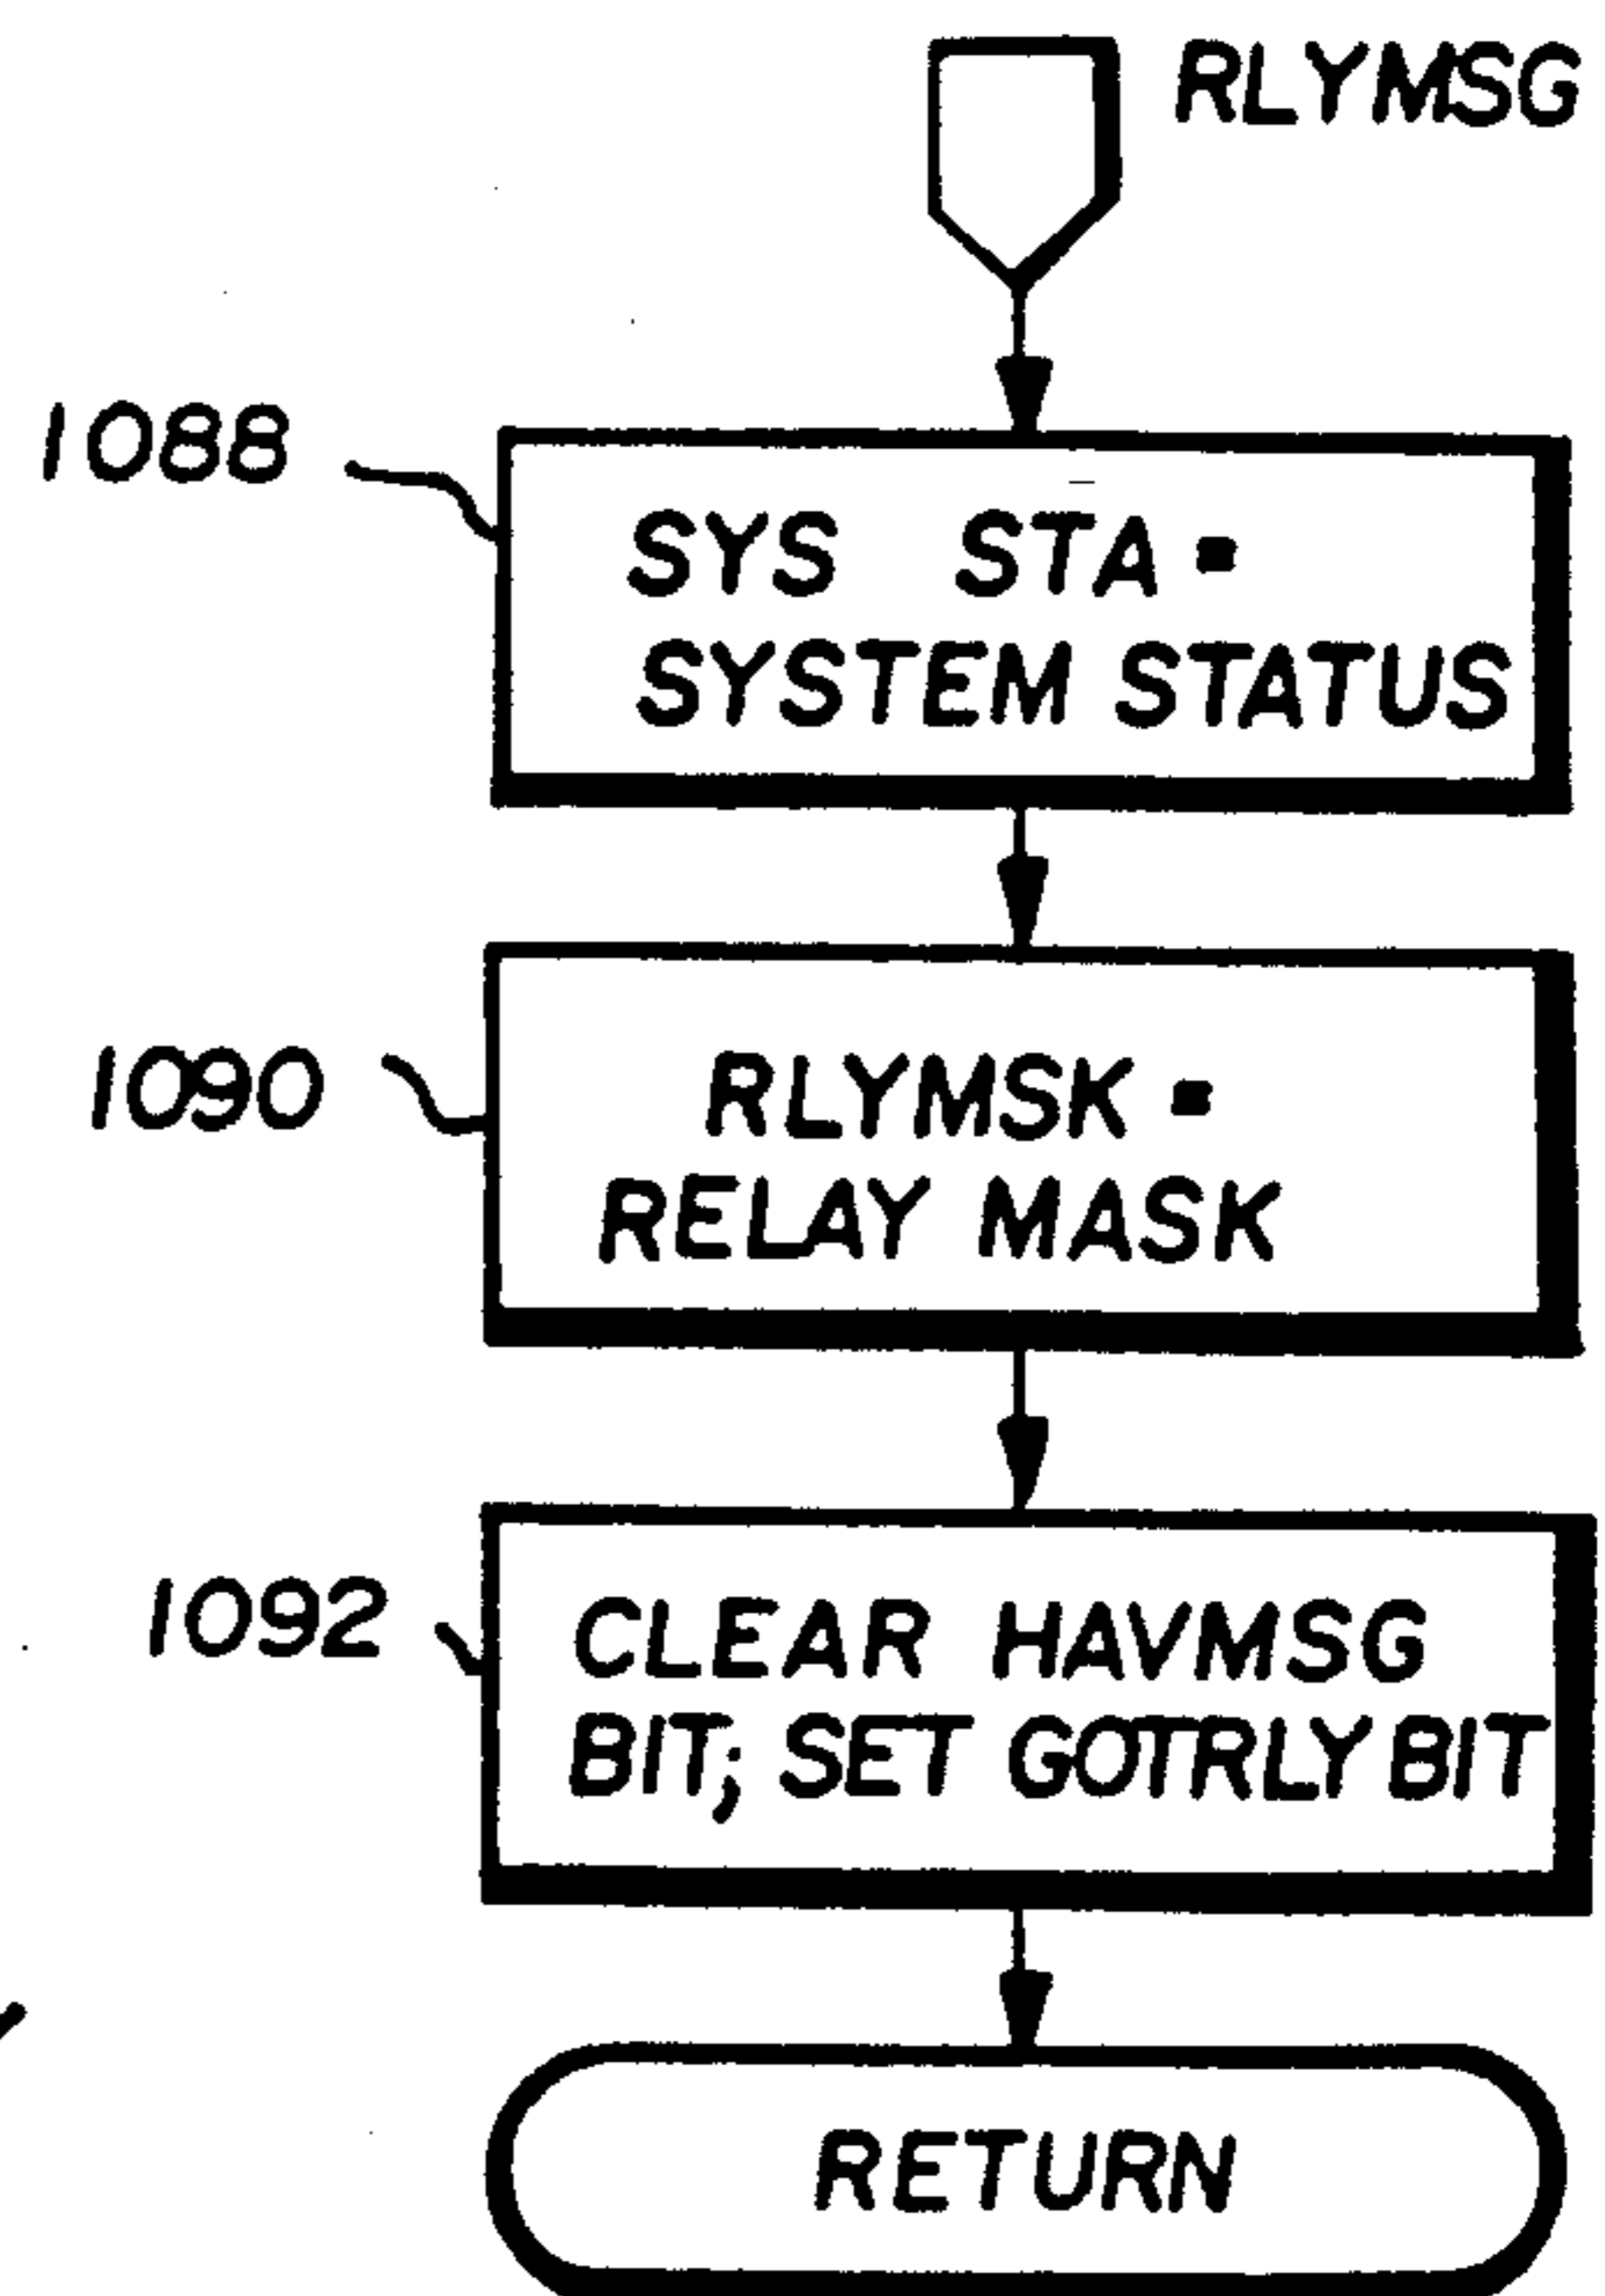 RLYMSG
1088
SYS STA ▪
SYSTEM STATUS
1090
RLYMSK ▪
RELAY MASK
1092
CLEAR HAVMSG
BIT; SET GOTRLY BIT
RETURN